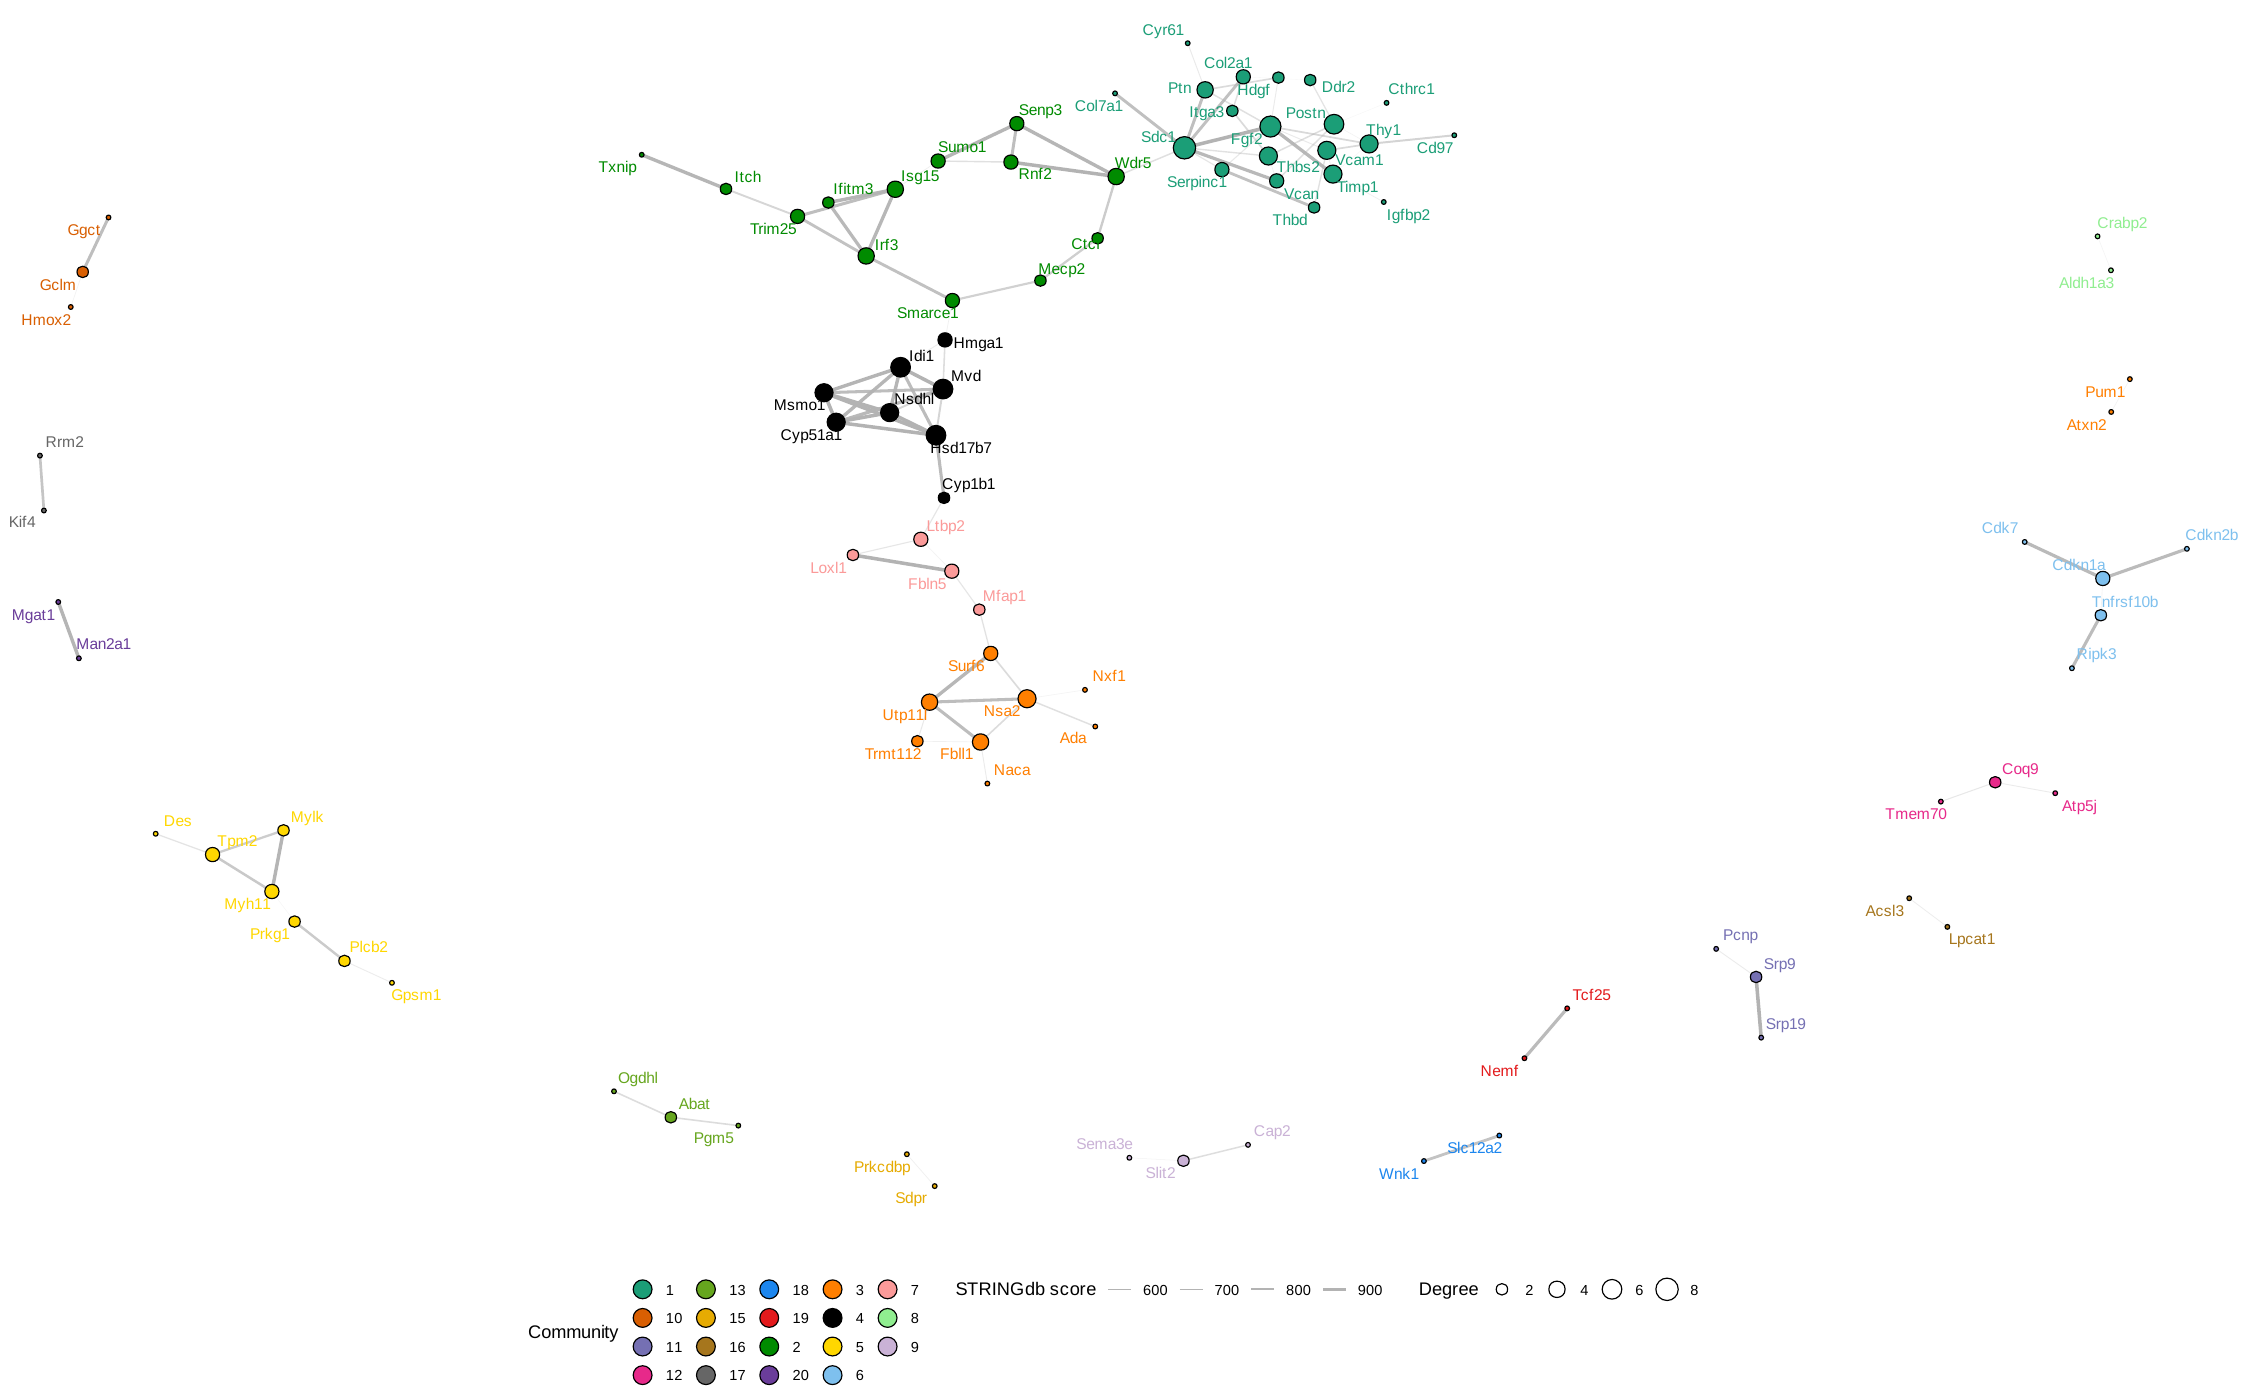 Cyr61
Col2a1
Ptn
Hdgf
Ddr2
Cthrc1
Col7a1
Itga3
Postn
Senp3
Sdc1
Fgf2
Thy1
Cd97
Sumo1
Wdr5
Vcam1
Thbs2
Txnip
Itch
Isg15
Rnf2
Serpinc1
Timp1
Ifitm3
Vcan
Igfbp2
Thbd
Trim25
Ggct
Crabp2
Irf3
Ctcf
Mecp2
Gclm
Aldh1a3
Smarce1
Hmox2
Hmga1
Idi1
Mvd
Pum1
Nsdhl
Msmo1
Atxn2
Cyp51a1
Rrm2
Hsd17b7
Cyp1b1
Kif4
Ltbp2
Cdk7
Cdkn2b
Loxl1
Cdkn1a
Fbln5
Mfap1
Tnfrsf10b
Mgat1
Man2a1
Ripk3
Surf6
Nxf1
Utp11l
Nsa2
Ada
Trmt112
Fbll1
Naca
Coq9
Tmem70
Atp5j
Des
Mylk
Tpm2
Myh11
Prkg1
Plcb2
Gpsm1
Acsl3
Lpcat1
Pcnp
Srp9
Tcf25
Srp19
Nemf
Ogdhl
Abat
Pgm5
Sema3e
Cap2
Slit2
Slc12a2
Wnk1
Prkcdbp
Sdpr
Community
1 13 18 3 7
10 15 19 4 8
11 16 2 5 9
12 17 20 6
STRINGdb score 600 700 800 900
Degree 2 4 6 8